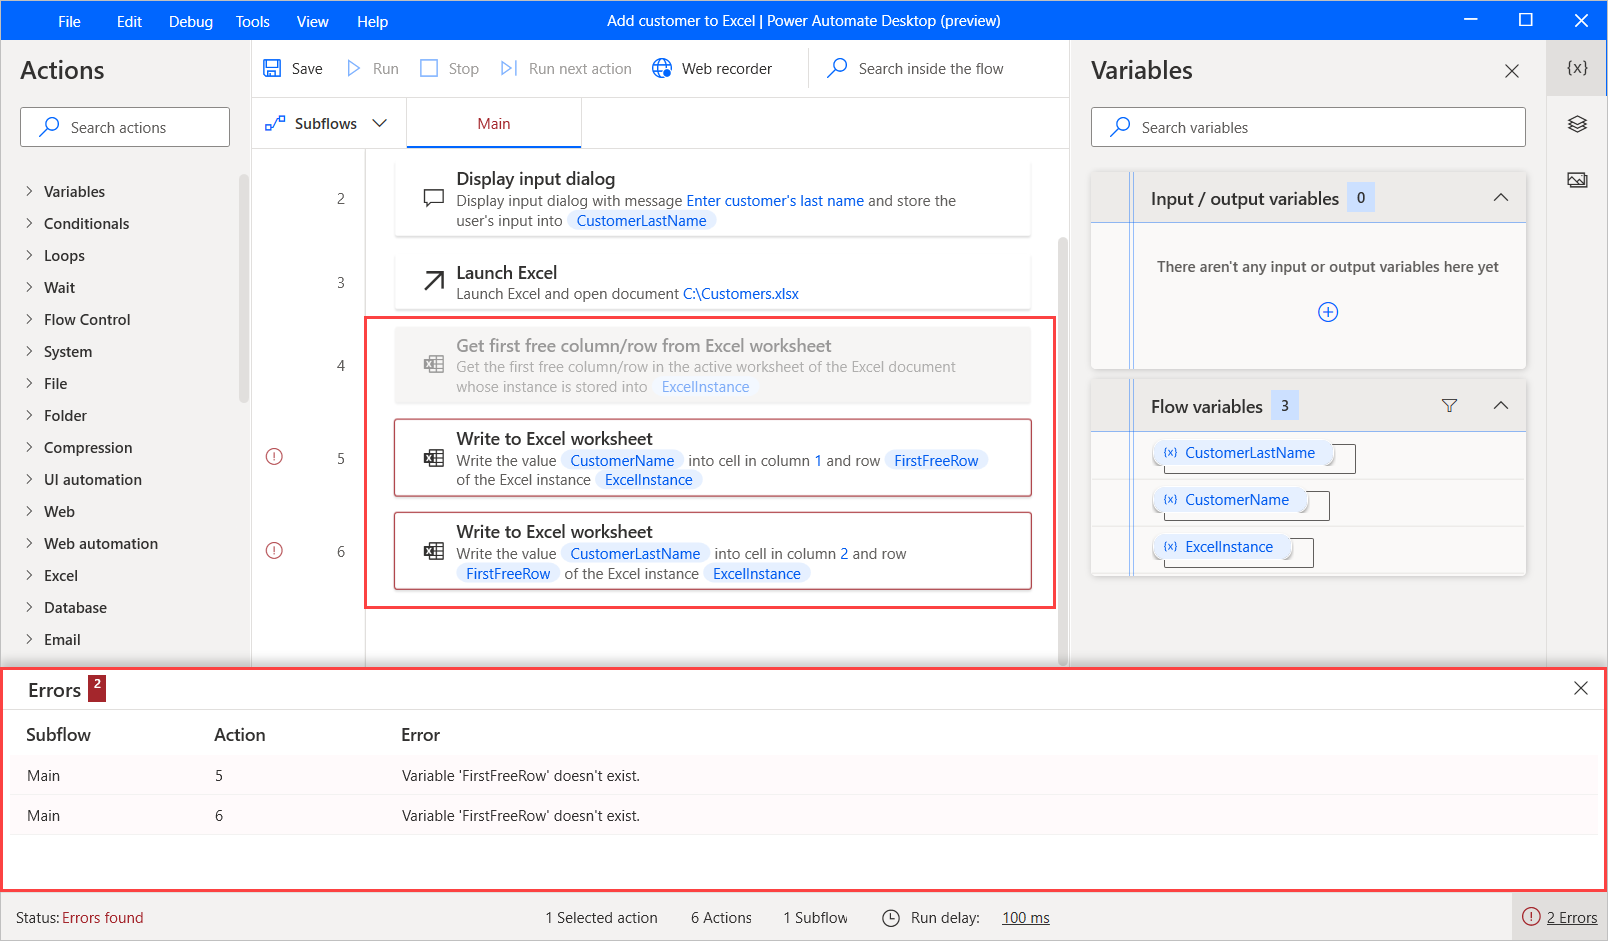 File Edit Debug Tools View Help Add customer to Excel | Power Automate Desktop (preview)
Actions
Search actions
Variables
Conditionals
Loops
Wait
Flow Control
System
File
Folder
Compression
UI automation
Web
Web automation
Excel
Database
Email
Save Run Stop Run next action Web recorder Search inside the flow
Subflows Main
2 Display input dialog
Display input dialog with message Enter customer's last name and store the
user's input into CustomerLastName
3 Launch Excel
Launch Excel and open document C:\Customers.xlsx
4 Get first free column/row from Excel worksheet
Get the first free column/row in the active worksheet of the Excel document
whose instance is stored into ExcelInstance
5 Write to Excel worksheet
Write the value CustomerName into cell in column 1 and row FirstFreeRow
of the Excel instance ExcelInstance
6 Write to Excel worksheet
Write the value CustomerLastName into cell in column 2 and row
FirstFreeRow of the Excel instance ExcelInstance
Variables {x}
Search variables
Input / output variables 0
There aren't any input or output variables here yet
Flow variables 3
{x} CustomerLastName
{x} CustomerName
{x} ExcelInstance
Errors 2
Subflow Action Error
Main 5 Variable 'FirstFreeRow' doesn't exist.
Main 6 Variable 'FirstFreeRow' doesn't exist.
Status: Errors found 1 Selected action 6 Actions 1 Subflow Run delay: 100 ms 2 Errors